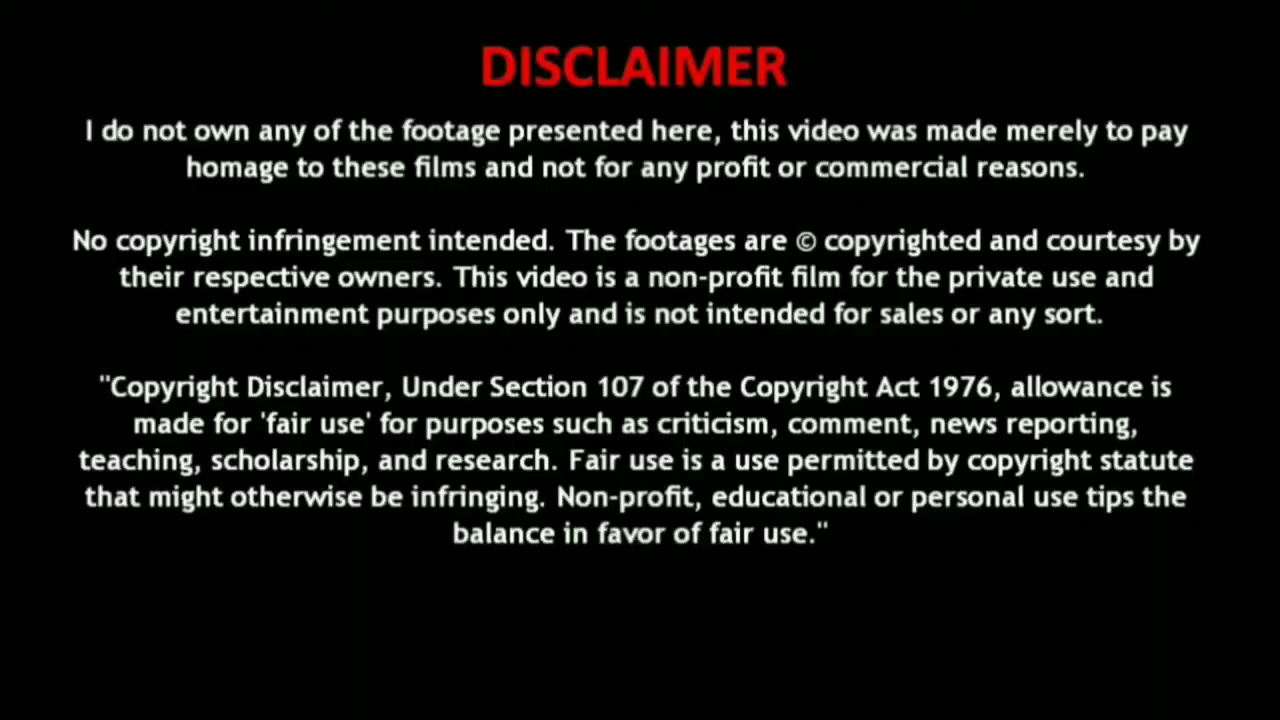 DISCLAIMER
I do not own any of the footage presented here, this video was made merely to pay
homage to these films and not for any profit or commercial reasons.
No copyright infringement intended. The footages are © copyrighted and courtesy by
their respective owners. This video is a non-profit film for the private use and
entertainment purposes only and is not intended for sales or any sort.
"Copyright Disclaimer, Under Section 107 of the Copyright Act 1976, allowance is
made for 'fair use' for purposes such as criticism, comment, news reporting,
teaching, scholarship, and research. Fair use is a use permitted by copyright statute
that might otherwise be infringing. Non-profit, educational or personal use tips the
balance in favor of fair use."